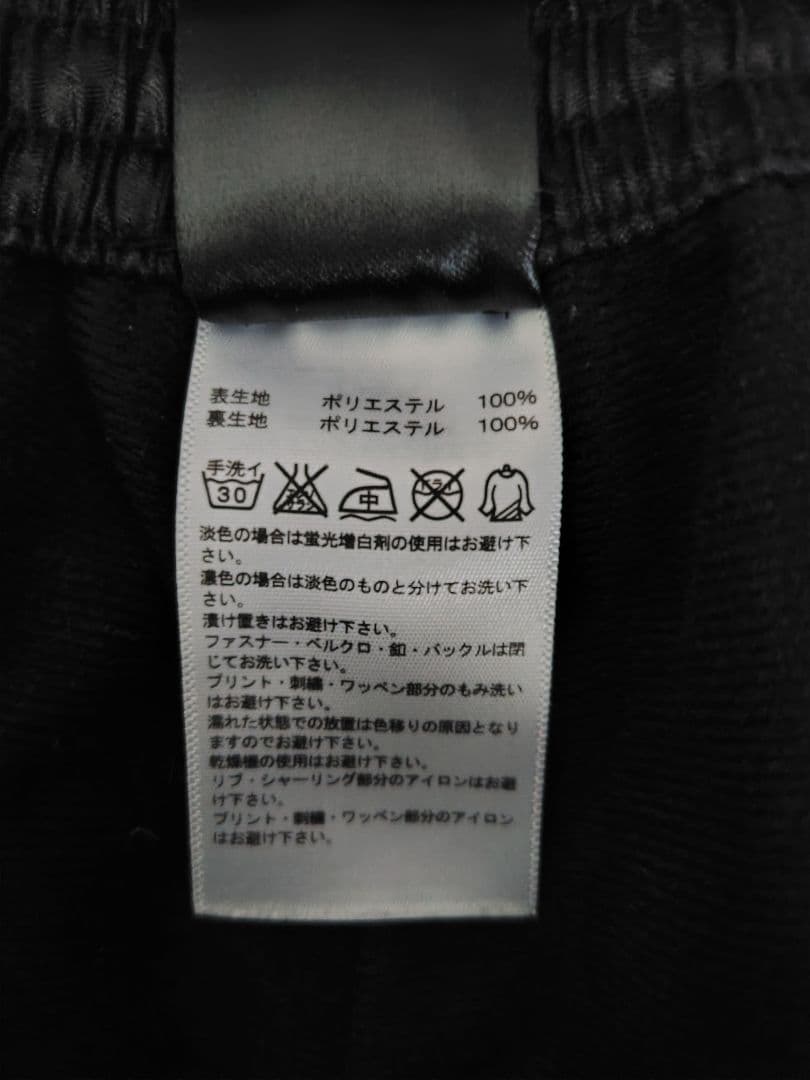 表生地 ポリエステル 100%
裏生地 ポリエステル 100%
手洗イ 30 エンソサラシ 中 ドライ
淡色の場合は蛍光増白剤の使用はお避け下
さい。
濃色の場合は淡色のものと分けてお洗い下
さい。
漬け置きはお避け下さい。
ファスナー・ベルクロ・釦・バックルは閉
じてお洗い下さい。
プリント・刺繍・ワッペン部分のもみ洗い
はお避け下さい。
濡れた状態での放置は色移りの原因となり
ますのでお避け下さい。
乾燥機の使用はお避け下さい。
リブ・シャーリング部分のアイロンはお避
け下さい。
プリント・刺繍・ワッペン部分のアイロン
はお避け下さい。